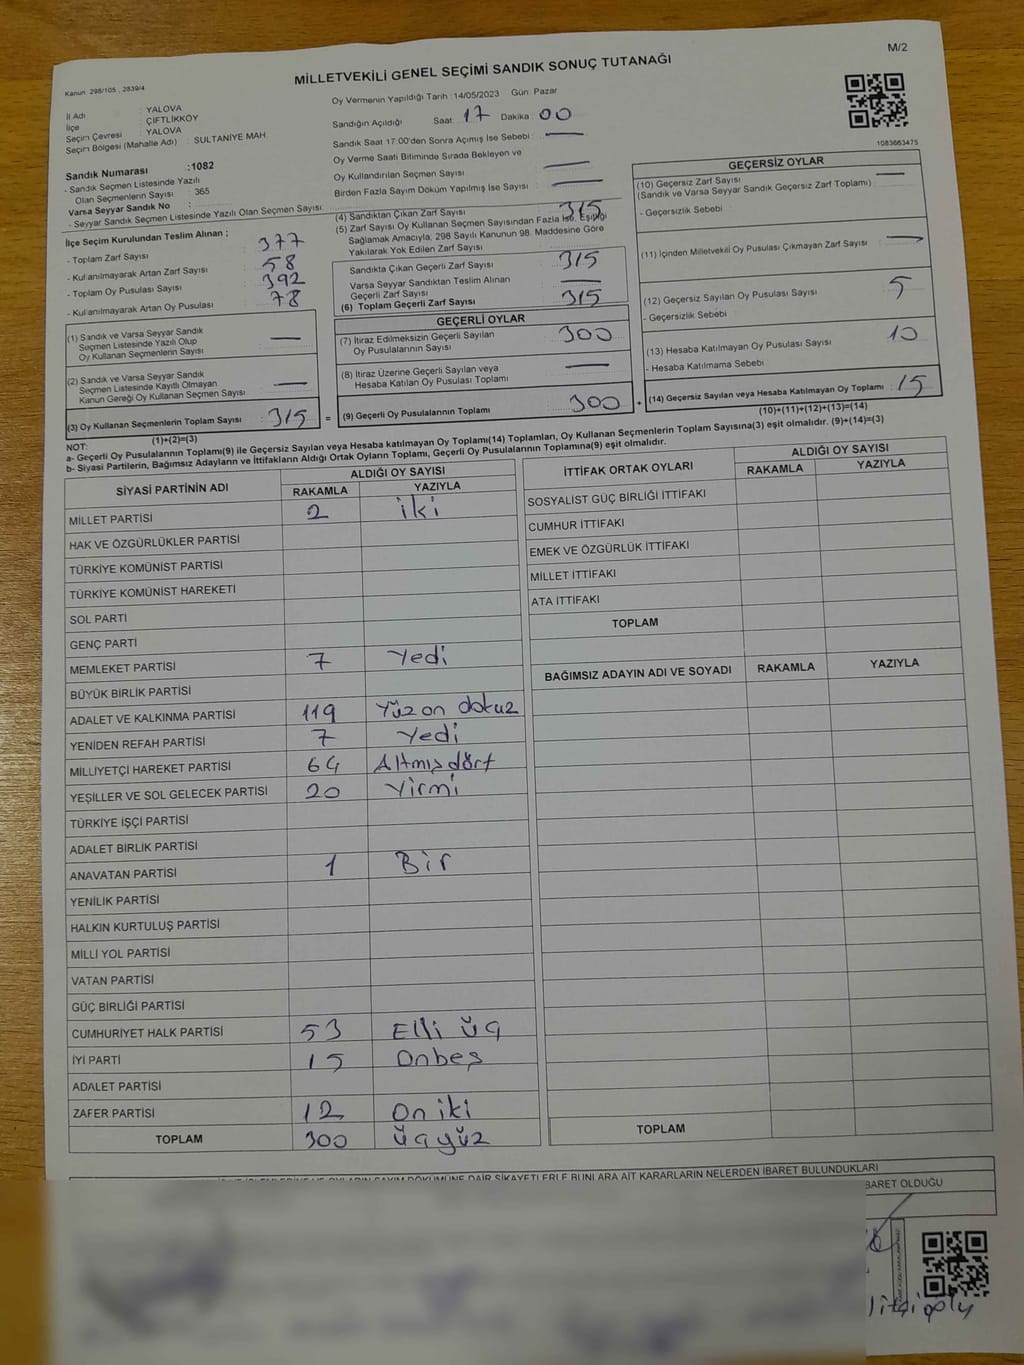 M/2
MİLLETVEKİLİ GENEL SEÇİMİ SANDIK SONUÇ TUTANAĞI
Kanun 298/105 , 2839/4
İl Adı : YALOVA
İlçe : ÇİFTLİKKÖY
Seçim Çevresi : YALOVA
Seçim Bölgesi (Mahalle Adı) : SULTANİYE MAH.
Sandık Numarası :1082
- Sandık Seçmen Listesinde Yazılı
Olan Seçmenlerin Sayısı : 365
Varsa Seyyar Sandık No :
- Seyyar Sandık Seçmen Listesinde Yazılı Olan Seçmen Sayısı:
Oy Vermenin Yapıldığı Tarih :14/05/2023 Gün: Pazar
Sandığın Açıldığı Saat: 17 Dakika: 00
Sandık Saat 17:00'den Sonra Açımış İse Sebebi : —
Oy Verme Saati Bitiminde Sırada Bekleyen ve
Oy Kullandırılan Seçmen Sayısı : —
Birden Fazla Sayım Döküm Yapılmış İse Sayısı : —
1083663475
İlçe Seçim Kurulundan Teslim Alınan ;
- Toplam Zarf Sayısı : 377
- Kullanılmayarak Artan Zarf Sayısı : 58
- Toplam Oy Pusulası Sayısı : 392
- Kullanılmayarak Artan Oy Pusulası : 78
(1) Sandık ve Varsa Seyyar Sandık
Seçmen Listesinde Yazılı Olup
Oy Kullanan Seçmenlerin Sayısı : —
(2) Sandık ve Varsa Seyyar Sandık
Seçmen Listesinde Kayıtlı Olmayan
Kanun Gereği Oy Kullanan Seçmen Sayısı : —
(3) Oy Kullanan Seçmenlerin Toplam Sayısı : 315
(1)+(2)=(3)
(4) Sandıktan Çıkan Zarf Sayısı : 315
(5) Zarf Sayısı Oy Kullanan Seçmen Sayısından Fazla İse, Eşitliği
Sağlamak Amacıyla; 298 Sayılı Kanunun 98. Maddesine Göre
Yakılarak Yok Edilen Zarf Sayısı :
Sandıkta Çıkan Geçerli Zarf Sayısı : 315
Varsa Seyyar Sandıktan Teslim Alınan
Geçerli Zarf Sayısı : —
(6) Toplam Geçerli Zarf Sayısı : 315
GEÇERLİ OYLAR
(7) İtiraz Edilmeksizin Geçerli Sayılan
Oy Pusulalarının Sayısı : 300
(8) İtiraz Üzerine Geçerli Sayılan veya
Hesaba Katılan Oy Pusulası Toplamı : —
= (9) Geçerli Oy Pusulalarının Toplamı : 300 +
GEÇERSİZ OYLAR
(10) Geçersiz Zarf Sayısı
(Sandık ve Varsa Seyyar Sandık Geçersiz Zarf Toplamı) : —
- Geçersizlik Sebebi :
(11) İçinden Milletvekili Oy Pusulası Çıkmayan Zarf Sayısı : —
(12) Geçersiz Sayılan Oy Pusulası Sayısı : 5
- Geçersizlik Sebebi :
(13) Hesaba Katılmayan Oy Pusulası Sayısı : 10
- Hesaba Katılmama Sebebi :
(14) Geçersiz Sayılan veya Hesaba Katılmayan Oy Toplamı : 15
(10)+(11)+(12)+(13)=(14)
NOT:
a- Geçerli Oy Pusulalarının Toplamı(9) ile Geçersiz Sayılan veya Hesaba katılmayan Oy Toplamı(14) Toplamları, Oy Kullanan Seçmenlerin Toplam Sayısına(3) eşit olmalıdır. (9)+(14)=(3)
b- Siyasi Partilerin, Bağımsız Adayların ve İttifakların Aldığı Ortak Oyların Toplamı, Geçerli Oy Pusulalarının Toplamına(9) eşit olmalıdır.
SİYASİ PARTİNİN ADI ALDIĞI OY SAYISI
RAKAMLA YAZIYLA
MİLLET PARTİSİ 2 iki
HAK VE ÖZGÜRLÜKLER PARTİSİ
TÜRKİYE KOMÜNİST PARTİSİ
TÜRKİYE KOMÜNİST HAREKETİ
SOL PARTİ
GENÇ PARTİ
MEMLEKET PARTİSİ 7 Yedi
BÜYÜK BİRLİK PARTİSİ
ADALET VE KALKINMA PARTİSİ 119 Yüz on dokuz
YENİDEN REFAH PARTİSİ 7 Yedi
MİLLİYETÇİ HAREKET PARTİSİ 64 Altmış dört
YEŞİLLER VE SOL GELECEK PARTİSİ 20 Yirmi
TÜRKİYE İŞÇİ PARTİSİ
ADALET BİRLİK PARTİSİ
ANAVATAN PARTİSİ 1 Bir
YENİLİK PARTİSİ
HALKIN KURTULUŞ PARTİSİ
MİLLİ YOL PARTİSİ
VATAN PARTİSİ
GÜÇ BİRLİĞİ PARTİSİ
CUMHURİYET HALK PARTİSİ 53 Elli üç
İYİ PARTİ 15 Onbeş
ADALET PARTİSİ
ZAFER PARTİSİ 12 On iki
TOPLAM 300 üçyüz
İTTİFAK ORTAK OYLARI ALDIĞI OY SAYISI
RAKAMLA YAZIYLA
SOSYALİST GÜÇ BİRLİĞİ İTTİFAKI
CUMHUR İTTİFAKI
EMEK VE ÖZGÜRLÜK İTTİFAKI
MİLLET İTTİFAKI
ATA İTTİFAKI
TOPLAM
BAĞIMSIZ ADAYIN ADI VE SOYADI RAKAMLA YAZIYLA
TOPLAM
DÖKÜMÜNE DAİR ŞİKAYETLERLE BUNLARA AİT KARARLARIN NELERDEN İBARET BULUNDUKLARI
BARET OLDUĞU